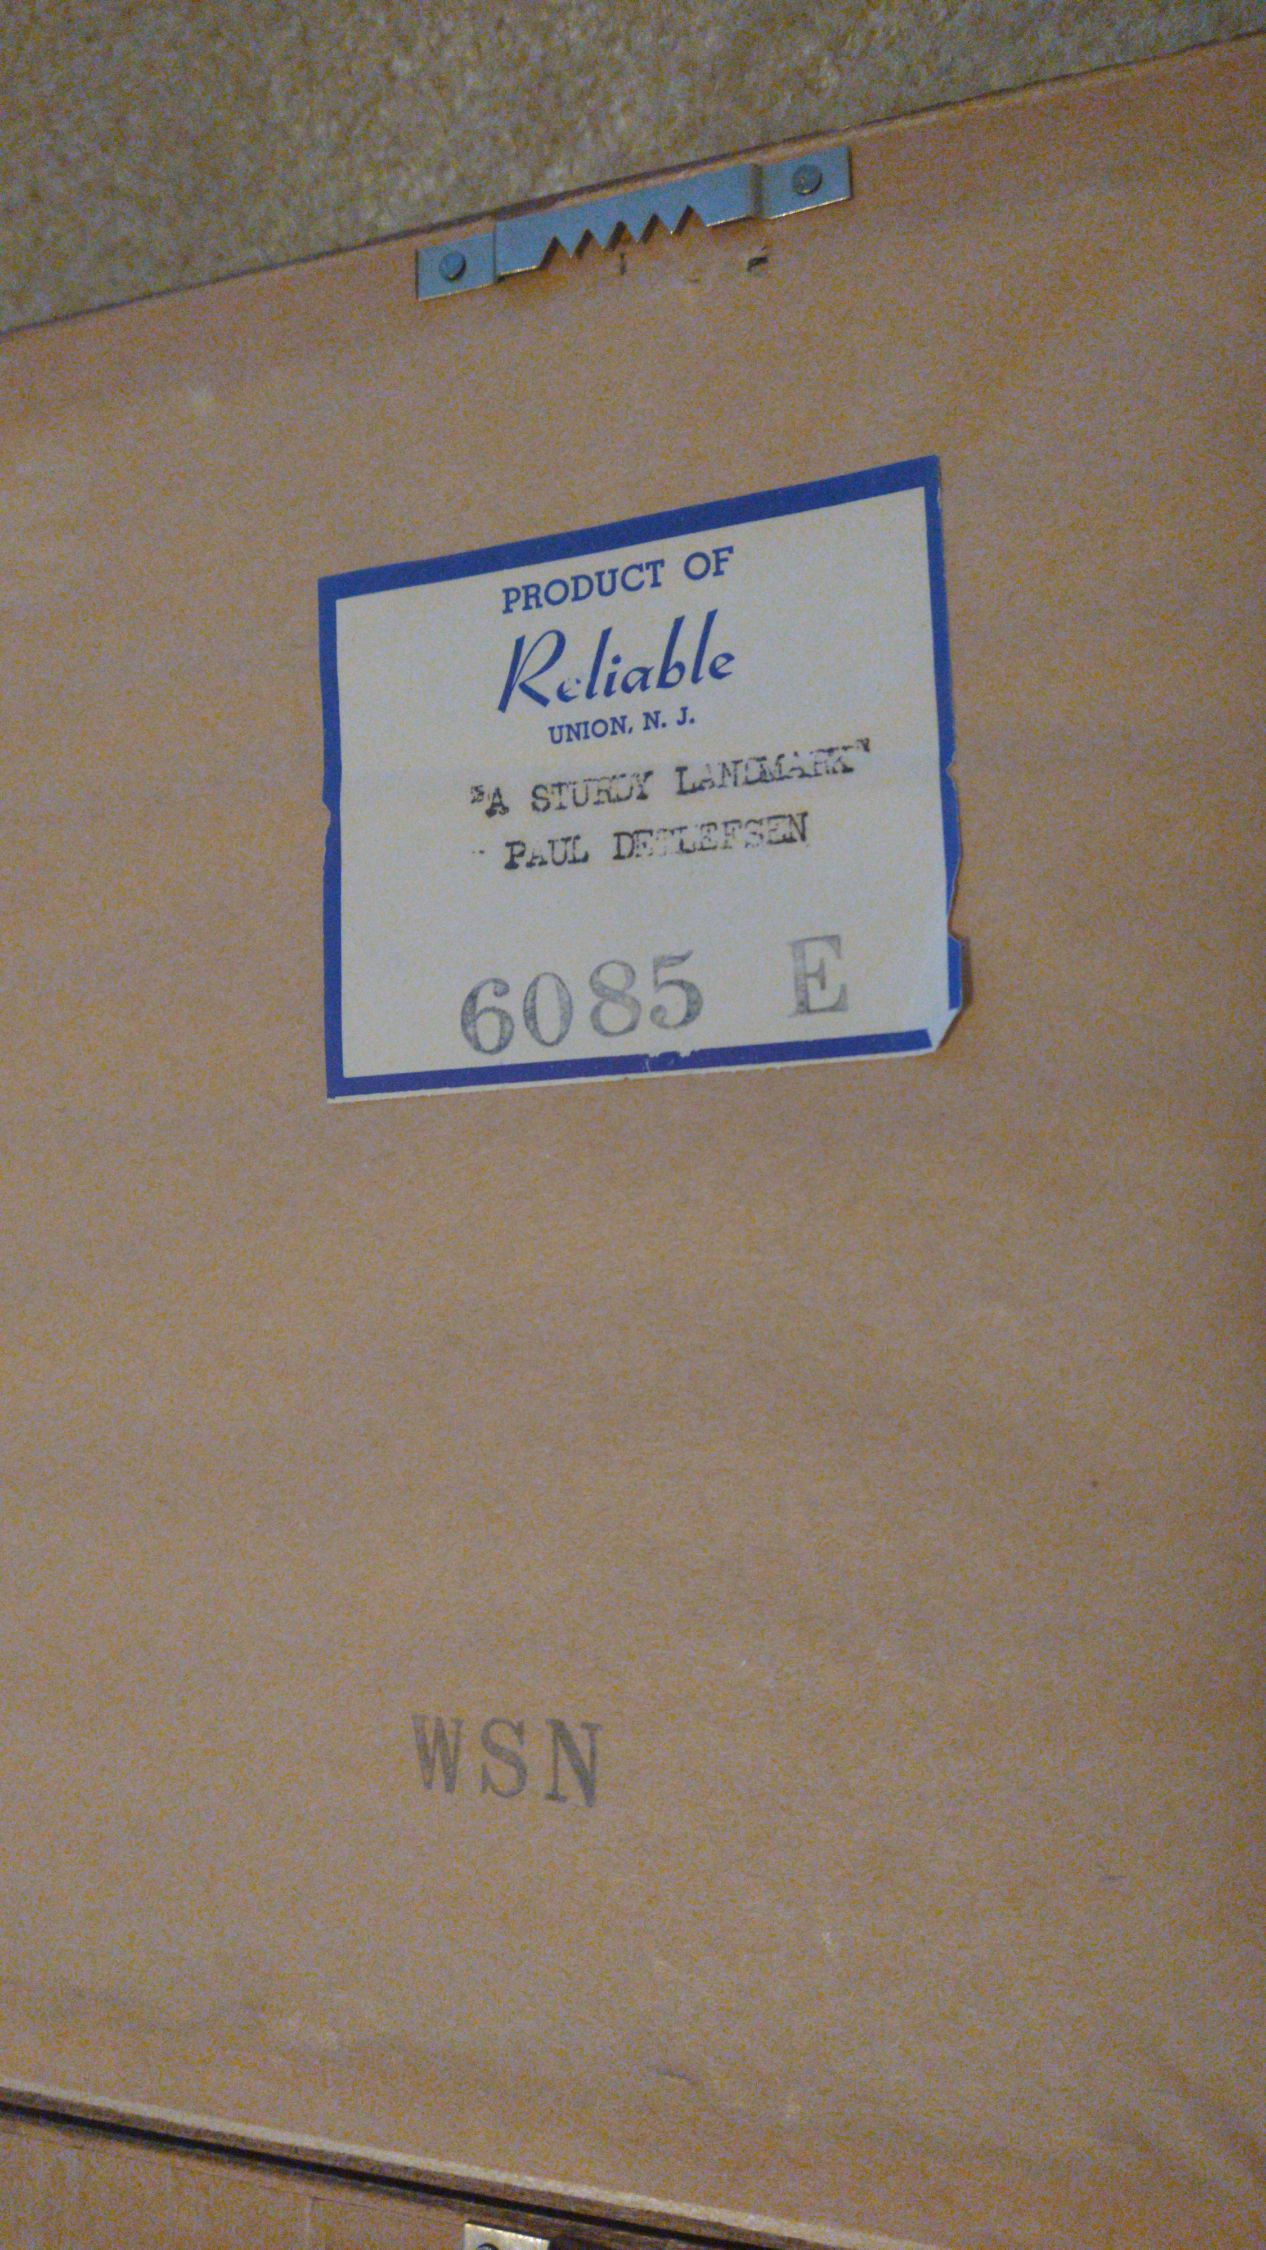 PRODUCT OF
Reliable
UNION, N. J.
"A STURDY LANDMARK"
PAUL DETLEFSEN
6085 E
WSN